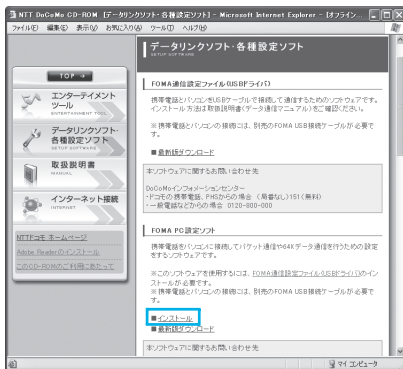 NTT DoCoMo CD-ROM [データリンクソフト・各種設定ソフト] - Microsoft Internet Explorer - [オフライン...
ファイル(F) 編集(E) 表示(V) お気に入り(A) ツール(T) ヘルプ(H)
データリンクソフト・各種設定ソフト
SETUP SOFTWARE
TOP
エンターテイメントツール
ENTERTAINMENT TOOL
データリンクソフト・各種設定ソフト
SETUP SOFTWARE
取扱説明書
MANUAL
インターネット接続
INTERNET
NTTドコモ ホームページ
Adobe Readerのインストール
このCD-ROMのご利用にあたって
FOMA通信設定ファイル(USBドライバ)
携帯電話とパソコンをUSBケーブルで接続して通信するためのソフトウェアです。
インストール方法は取扱説明書(データ通信マニュアル)をご確認ください。
※携帯電話とパソコンの接続には、別売のFOMA USB接続ケーブルが必要で
す。
■最新版ダウンロード
本ソフトウェアに関するお問い合わせ先
DoCoMoインフォメーションセンター
・ドコモの携帯電話、PHSからの場合 (局番なし)151(無料)
・一般電話などからの場合 0120-800-000
FOMA PC設定ソフト
携帯電話をパソコンに接続してパケット通信や64Kデータ通信を行うための設定
をするソフトウェアです。
※このソフトウェアを使用するには、FOMA通信設定ファイル(USBドライバ)のイン
ストールが必要です。
※携帯電話とパソコンの接続には、別売のFOMA USB接続ケーブルが必要で
す。
■インストール
■最新版ダウンロード
本ソフトウェアに関するお問い合わせ先
マイ コンピュータ